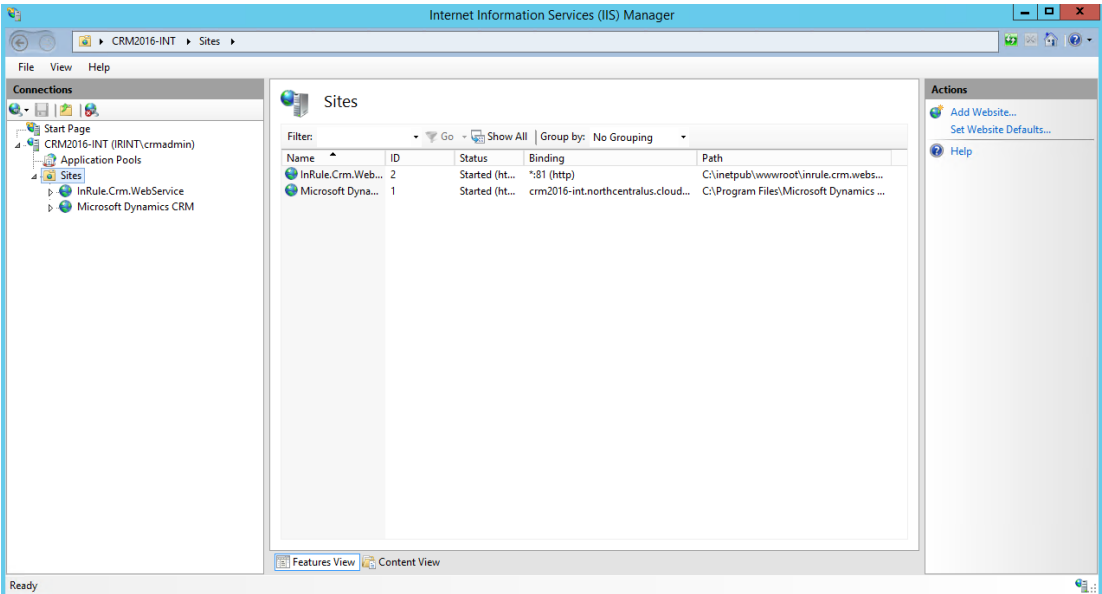 Internet Information Services (IIS) Manager
CRM2016-INT Sites
File View Help
Connections
Start Page
CRM2016-INT (IRINT\crmadmin)
Application Pools
Sites
InRule.Crm.WebService
Microsoft Dynamics CRM
Sites
Filter: Go Show All Group by: No Grouping
Name ID Status Binding Path
InRule.Crm.Web... 2 Started (ht... *:81 (http) C:\inetpub\wwwroot\inrule.crm.webs...
Microsoft Dyna... 1 Started (ht... crm2016-int.northcentralus.cloud... C:\Program Files\Microsoft Dynamics ...
Features View Content View
Actions
Add Website...
Set Website Defaults...
Help
Ready